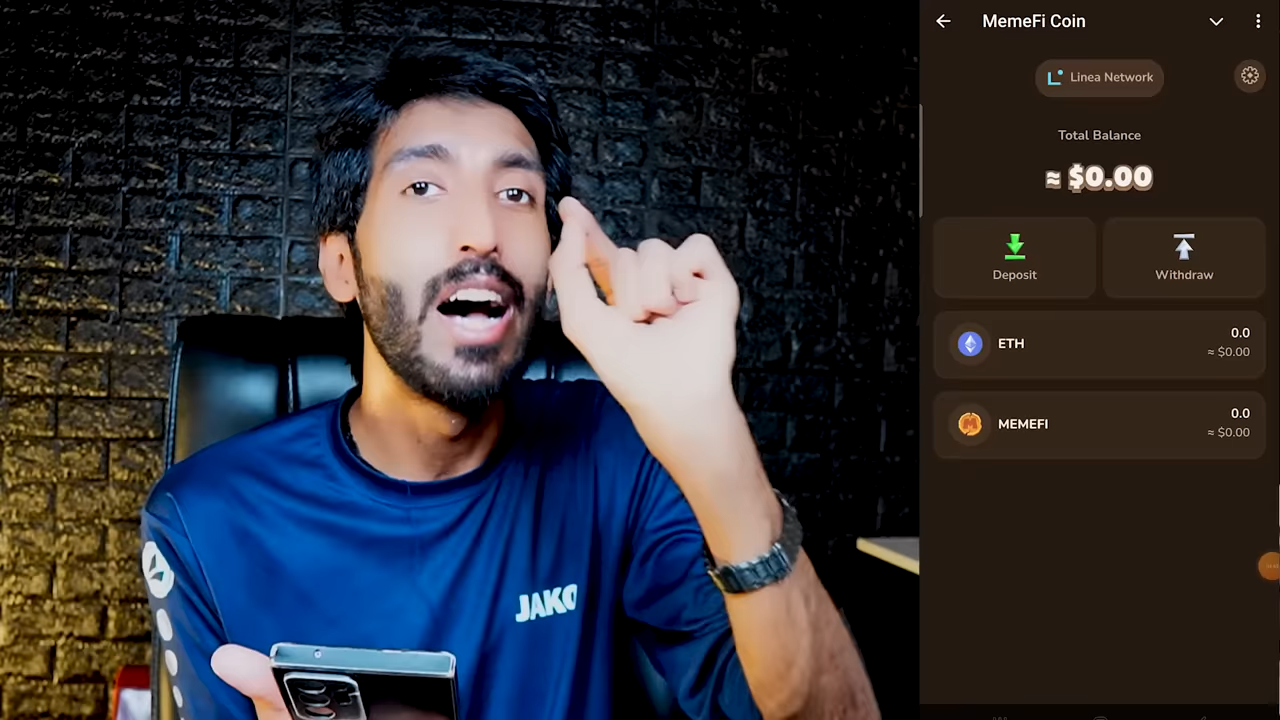 MemeFi Coin
Linea Network
Total Balance
≈ $0.00
Deposit
Withdraw
ETH
0.0
≈ $0.00
MEMEFI
0.0
≈ $0.00
JAKO